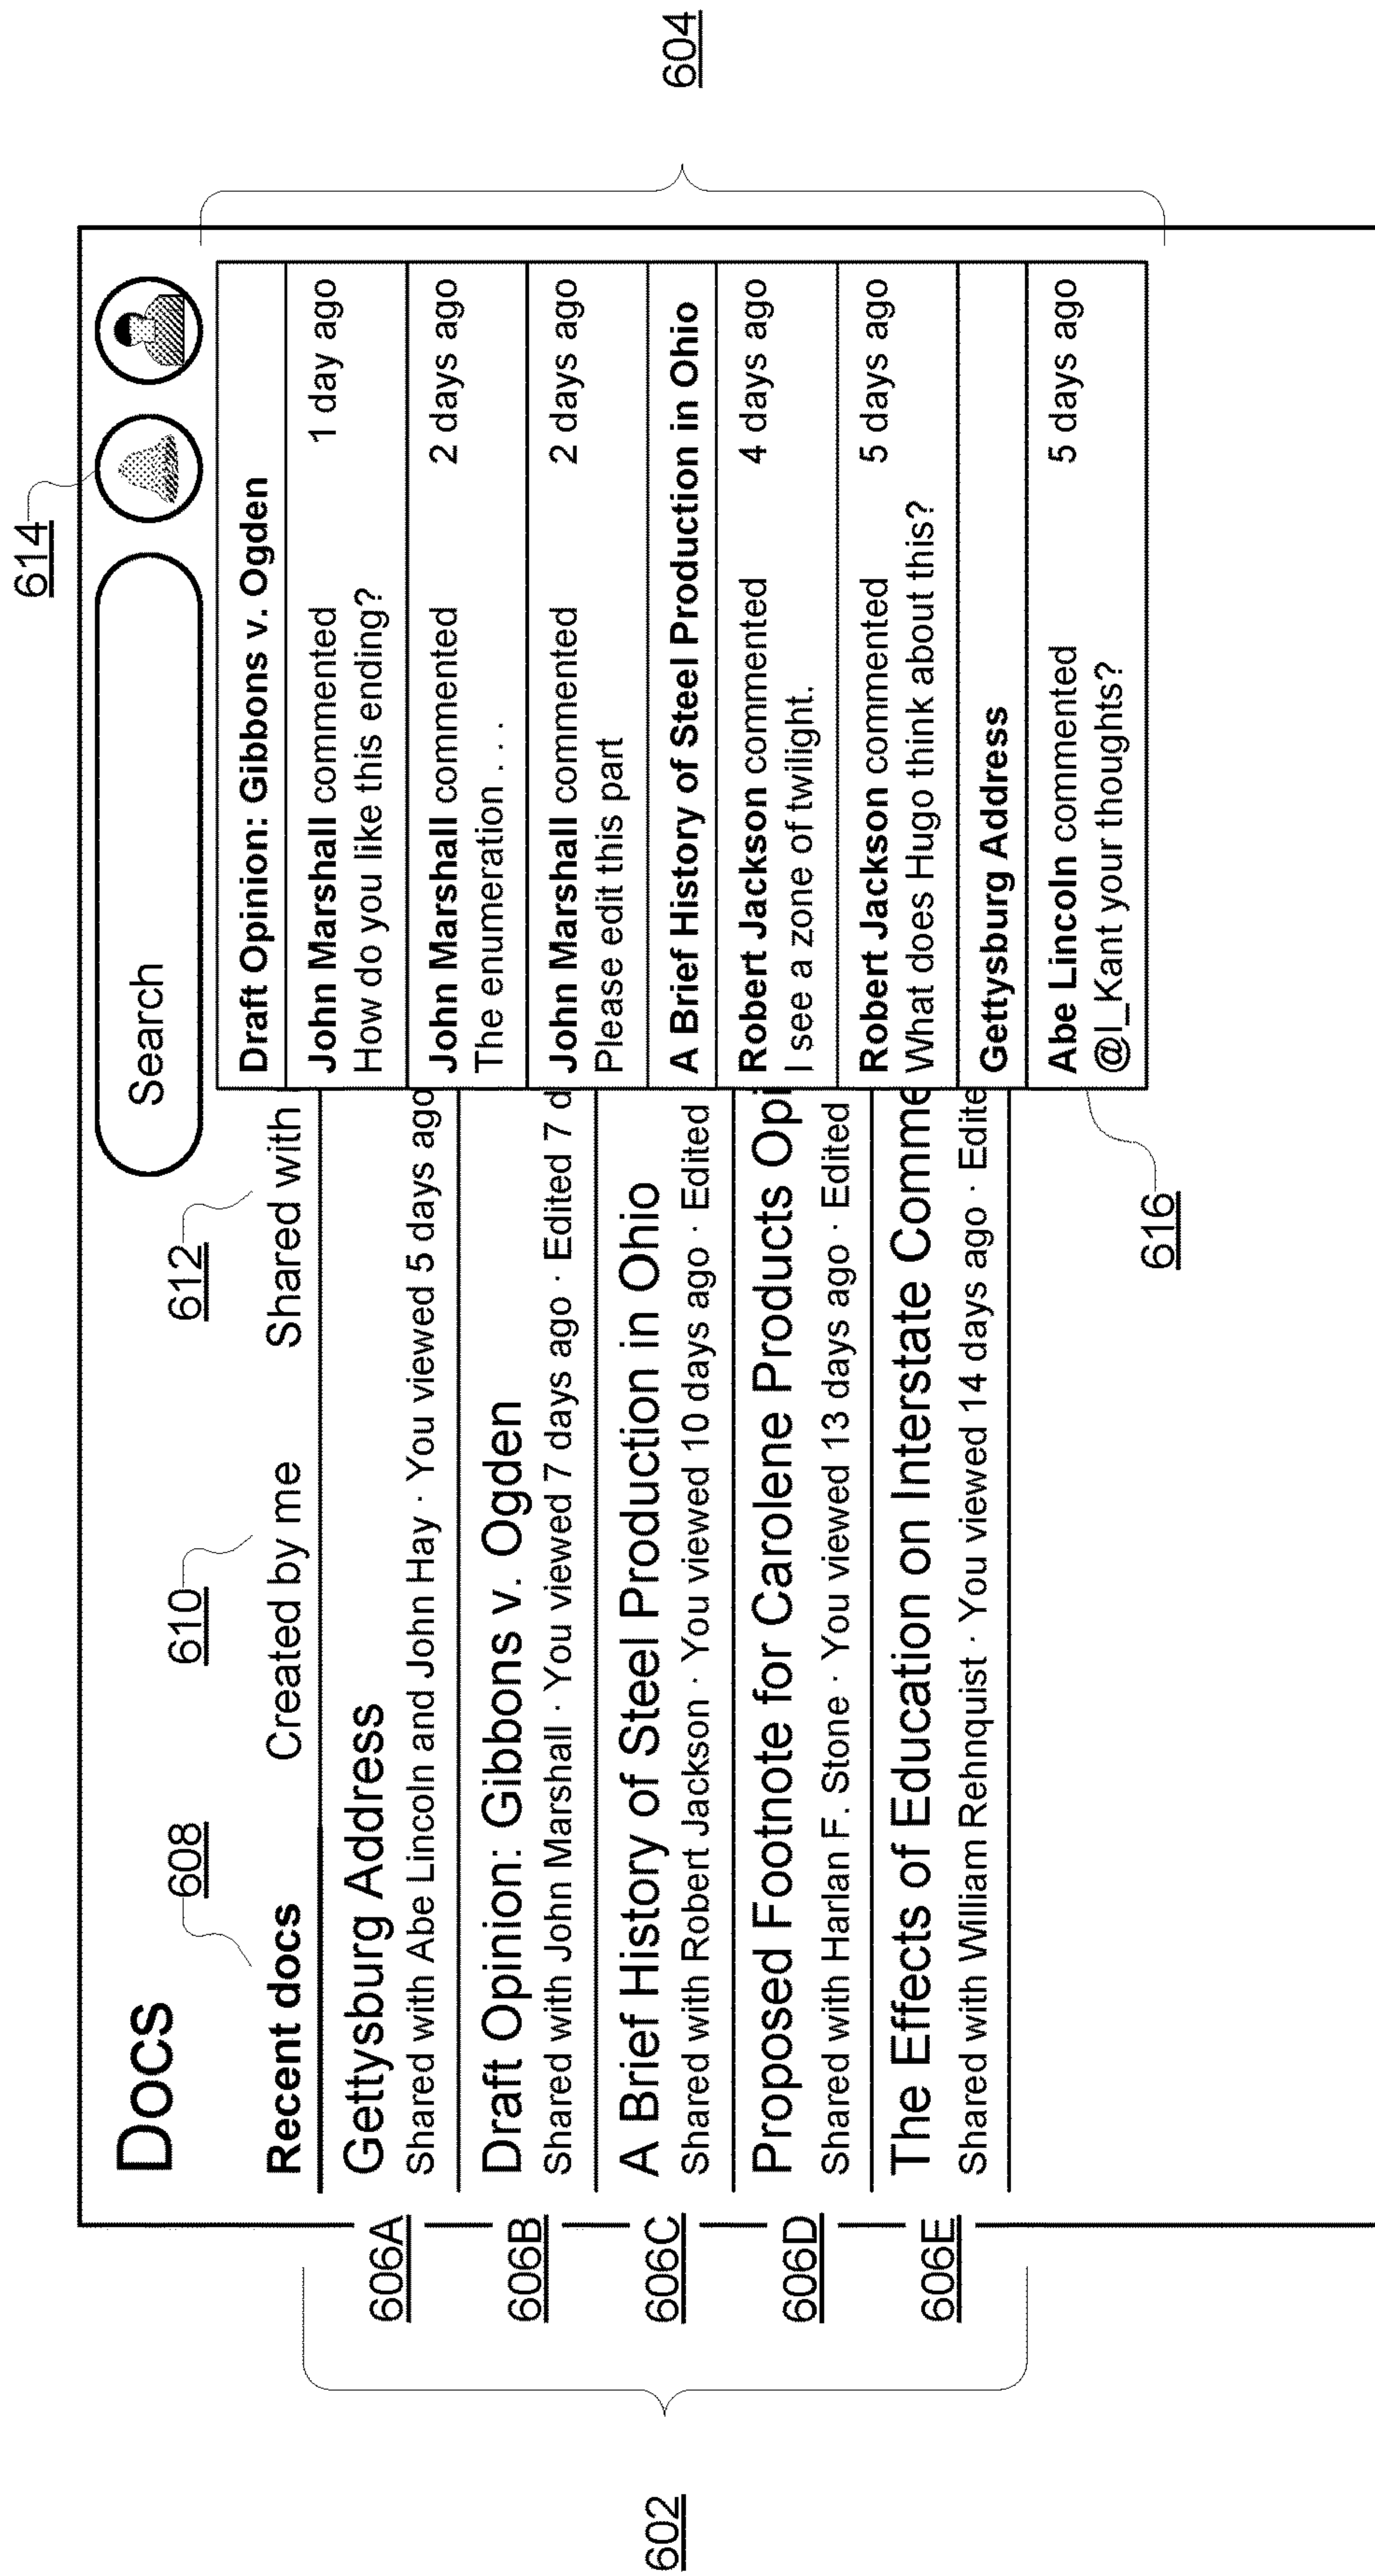 614
Docs
Search
608
610
612
Recent docs
Created by me
Shared with
606A
Gettysburg Address
Shared with Abe Lincoln and John Hay · You viewed 5 days ago
606B
Draft Opinion: Gibbons v. Ogden
Shared with John Marshall · You viewed 7 days ago · Edited 7 d
606C
A Brief History of Steel Production in Ohio
Shared with Robert Jackson · You viewed 10 days ago · Edited
606D
Proposed Footnote for Carolene Products Opi
Shared with Harlan F. Stone · You viewed 13 days ago · Edited
606E
The Effects of Education on Interstate Comme
Shared with William Rehnquist · You viewed 14 days ago · Edite
602
Draft Opinion: Gibbons v. Ogden
John Marshall commented 1 day ago
How do you like this ending?
John Marshall commented 2 days ago
The enumeration . . .
John Marshall commented 2 days ago
Please edit this part
A Brief History of Steel Production in Ohio
Robert Jackson commented 4 days ago
I see a zone of twilight.
Robert Jackson commented 5 days ago
What does Hugo think about this?
Gettysburg Address
Abe Lincoln commented 5 days ago
@I_Kant your thoughts?
604
616